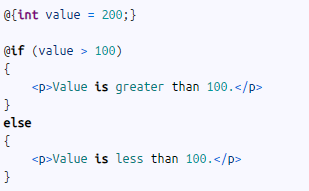 @{int value = 200;}
@if (value > 100)
{
    <p>Value is greater than 100.</p>
}
else
{
    <p>Value is less than 100.</p>
}